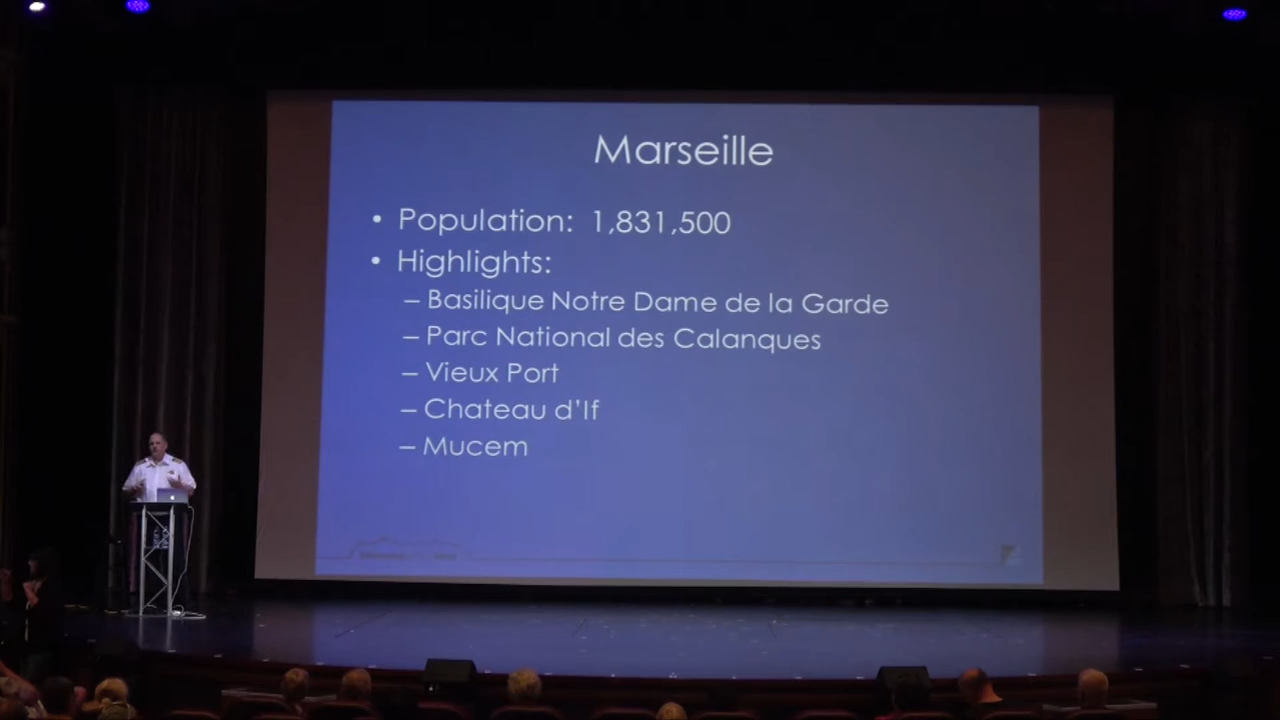 Marseille
• Population: 1,831,500
• Highlights:
– Basilique Notre Dame de la Garde
– Parc National des Calanques
– Vieux Port
– Chateau d'If
– Mucem